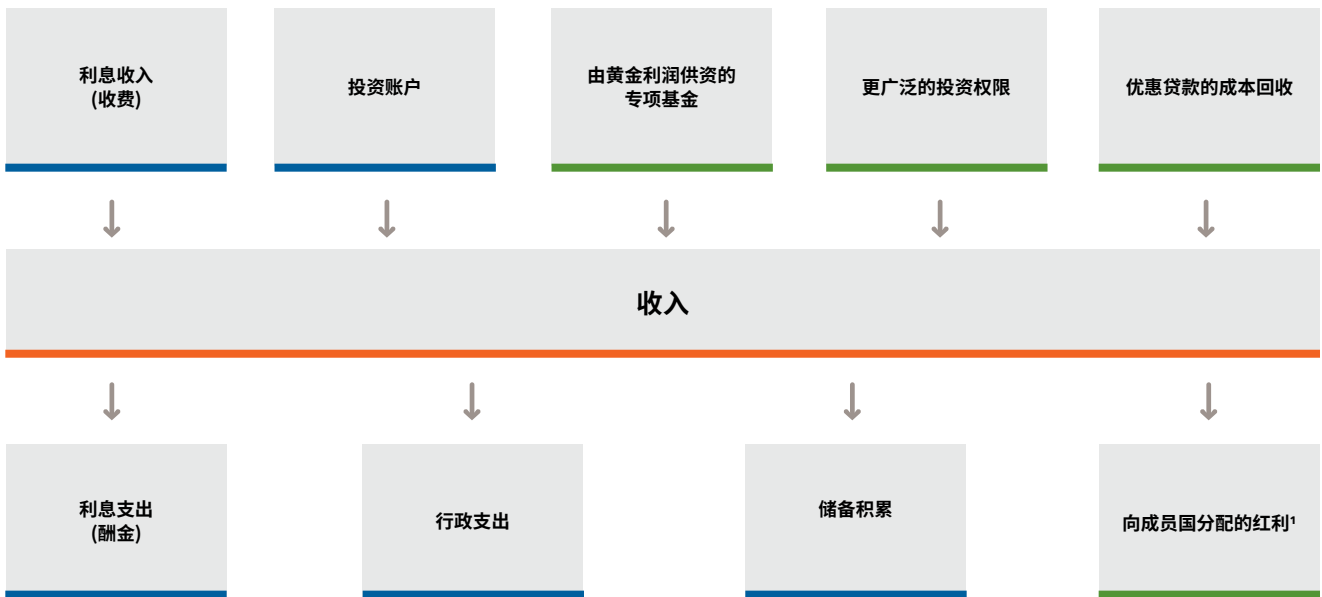 利息收入
(收费)
投资账户
由黄金利润供资的
专项基金
更广泛的投资权限
优惠贷款的成本回收
收入
利息支出
(酬金)
行政支出
储备积累
向成员国分配的红利¹